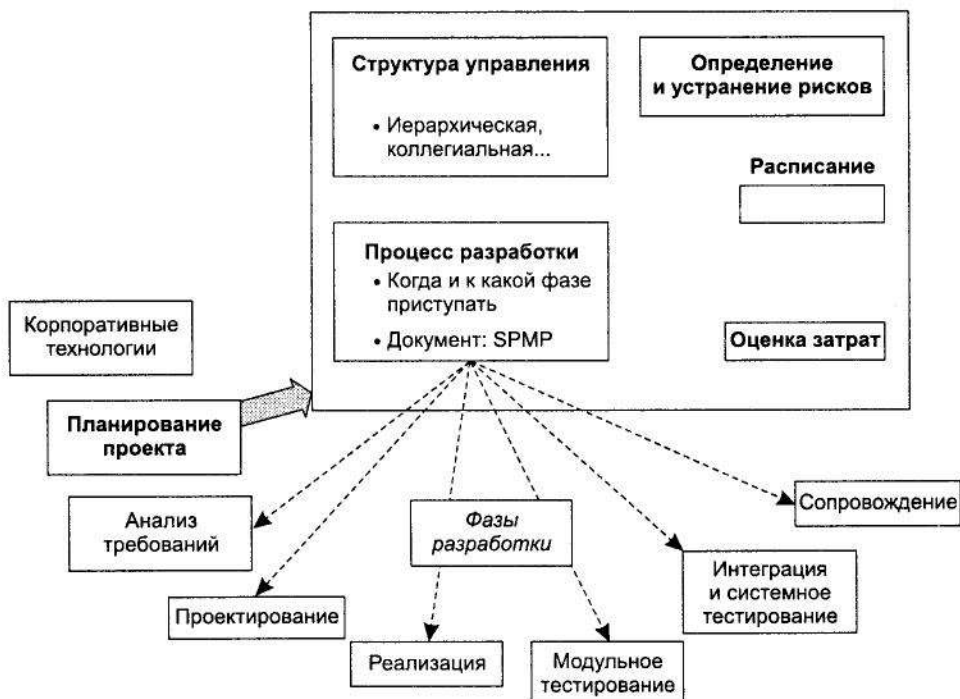 Структура управления
• Иерархическая,
коллегиальная...
Определение
и устранение рисков
Расписание
Процесс разработки
• Когда и к какой фазе
приступать
• Документ: SPMP
Оценка затрат
Корпоративные
технологии
Планирование
проекта
Анализ
требований
Фазы
разработки
Сопровождение
Проектирование
Интеграция
и системное
тестирование
Реализация
Модульное
тестирование